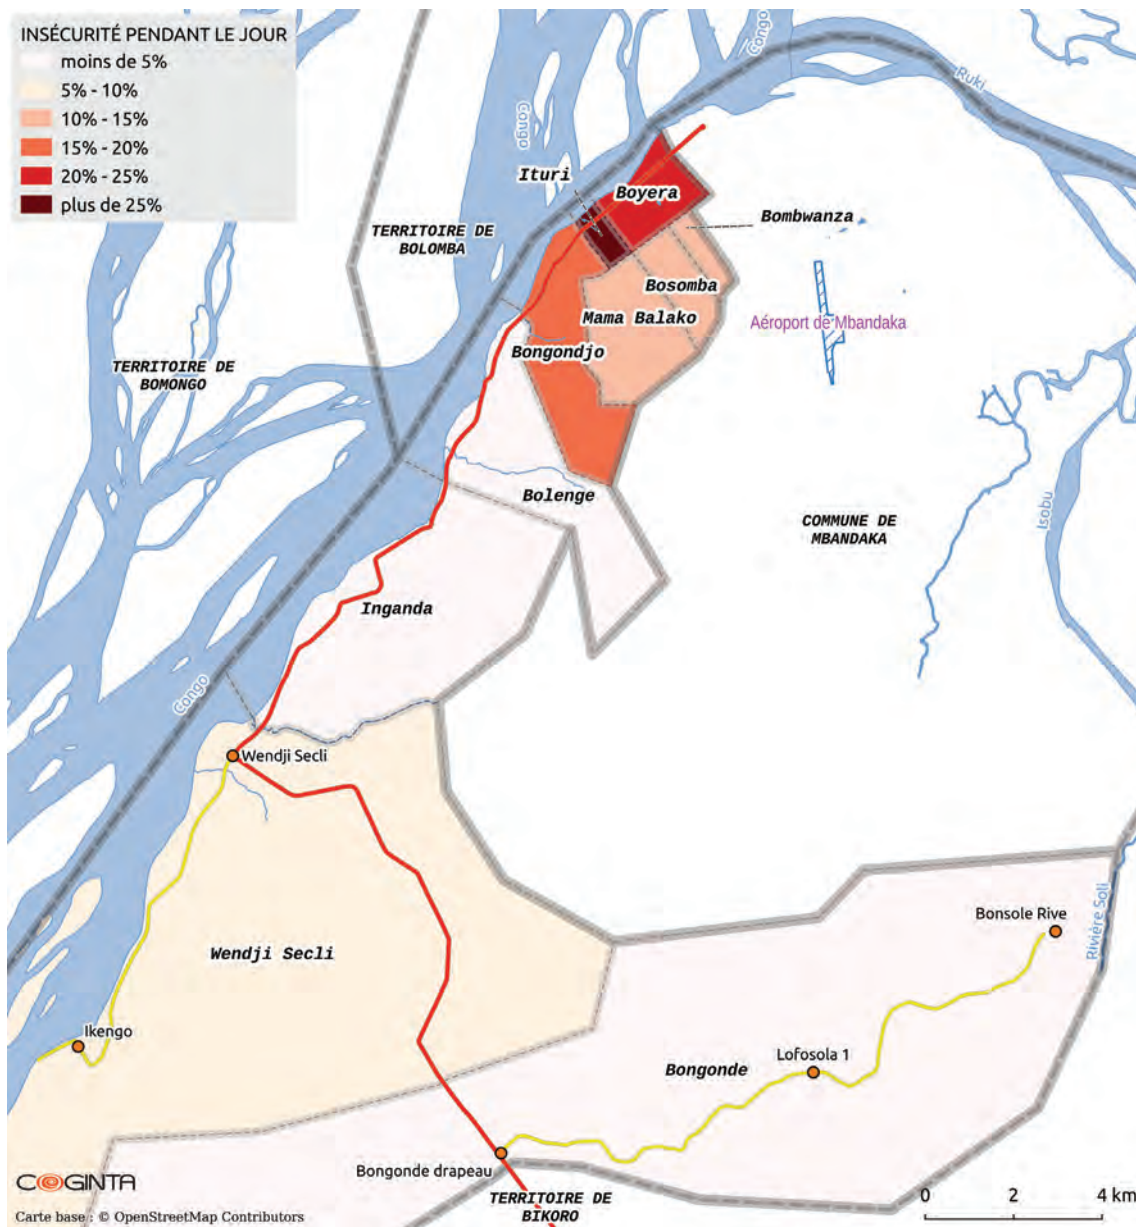 INSÉCURITÉ PENDANT LE JOUR
moins de 5%
5% - 10%
10% - 15%
15% - 20%
20% - 25%
plus de 25%
Congo
Ruki
Congo
Ituri
Boyera
Bombwanza
TERRITOIRE DE
BOLOMBA
Bosomba
Mama Balako
Aéroport de Mbandaka
Bongondjo
TERRITOIRE DE
BOMONGO
Bolenge
COMMUNE DE
MBANDAKA
Isobu
Inganda
Congo
Wendji Secli
Bonsole Rive
Rivière Soli
Wendji Secli
Ikengo
Lofosola 1
Bongonde
Bongonde drapeau
COGINTA
TERRITOIRE DE
BIKORO
0 2 4 km
Carte base : © OpenStreetMap Contributors